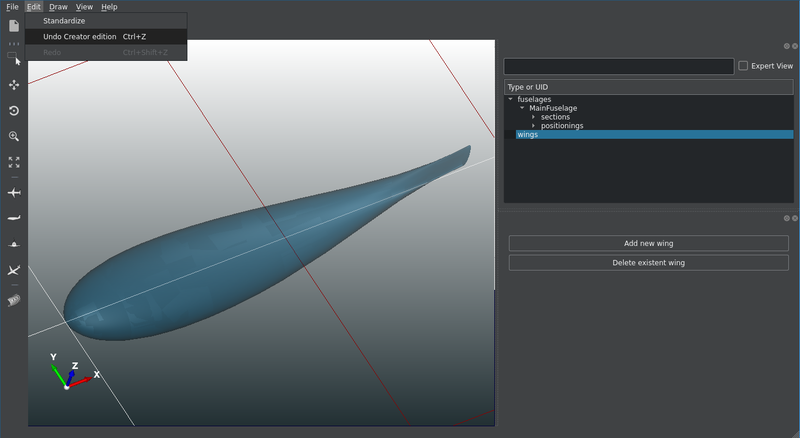 File Edit Draw View Help
Standardize
Undo Creator edition Ctrl+Z
Redo Ctrl+Shift+Z
Expert View
Type or UID
fuselages
MainFuselage
sections
positionings
wings
Add new wing
Delete existent wing
Y
Z
X